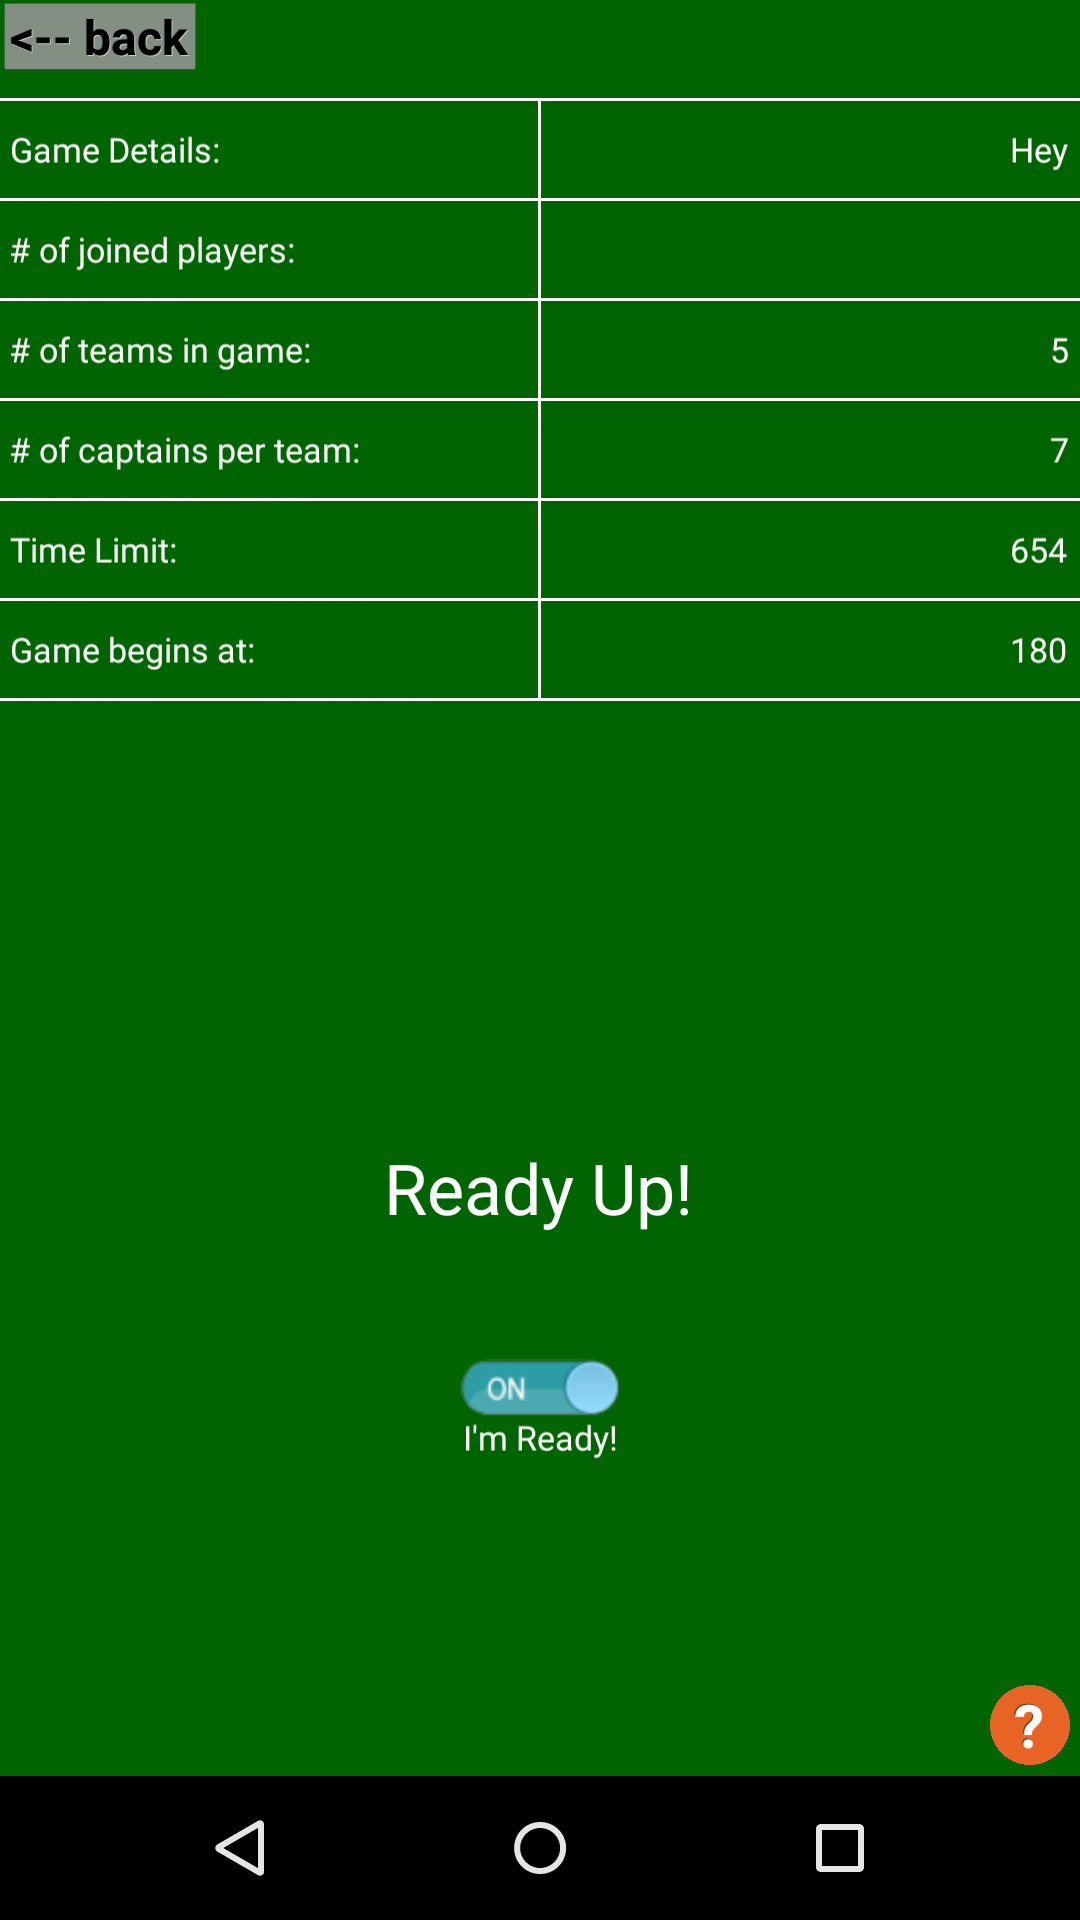 <-- back
Game Details: Hey
# of joined players:
# of teams in game: 5
# of captains per team: 7
Time Limit: 654
Game begins at: 180
Ready Up!
ON
I'm Ready!
?